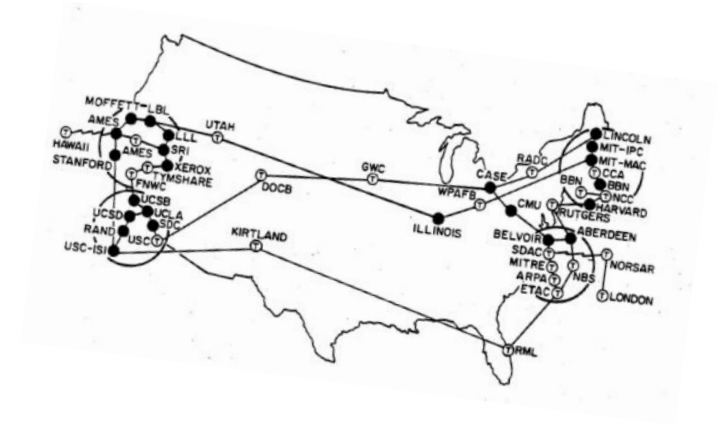 MOFFETT
LBL
AMES
HAWAII
T
AMES
LLL
SRI
UTAH
T
STANFORD
XEROX
TYMSHARE
T
FNWC
T
UCSB
UCSD
UCLA
RAND
SDC
USC
T
USC-ISI
DOCB
T
GWC
T
KIRTLAND
T
ILLINOIS
CASE
WPAFB
T
RADC
T
CMU
LINCOLN
MIT-IPC
MIT-MAC
T
CCA
BBN
T
BBN
T
NCC
HARVARD
T
RUTGERS
BELVOIR
ABERDEEN
SDAC
T
MITRE
T
ARPA
T
ETAC
T
T
NBS
T
NORSAR
T
LONDON
T
RML